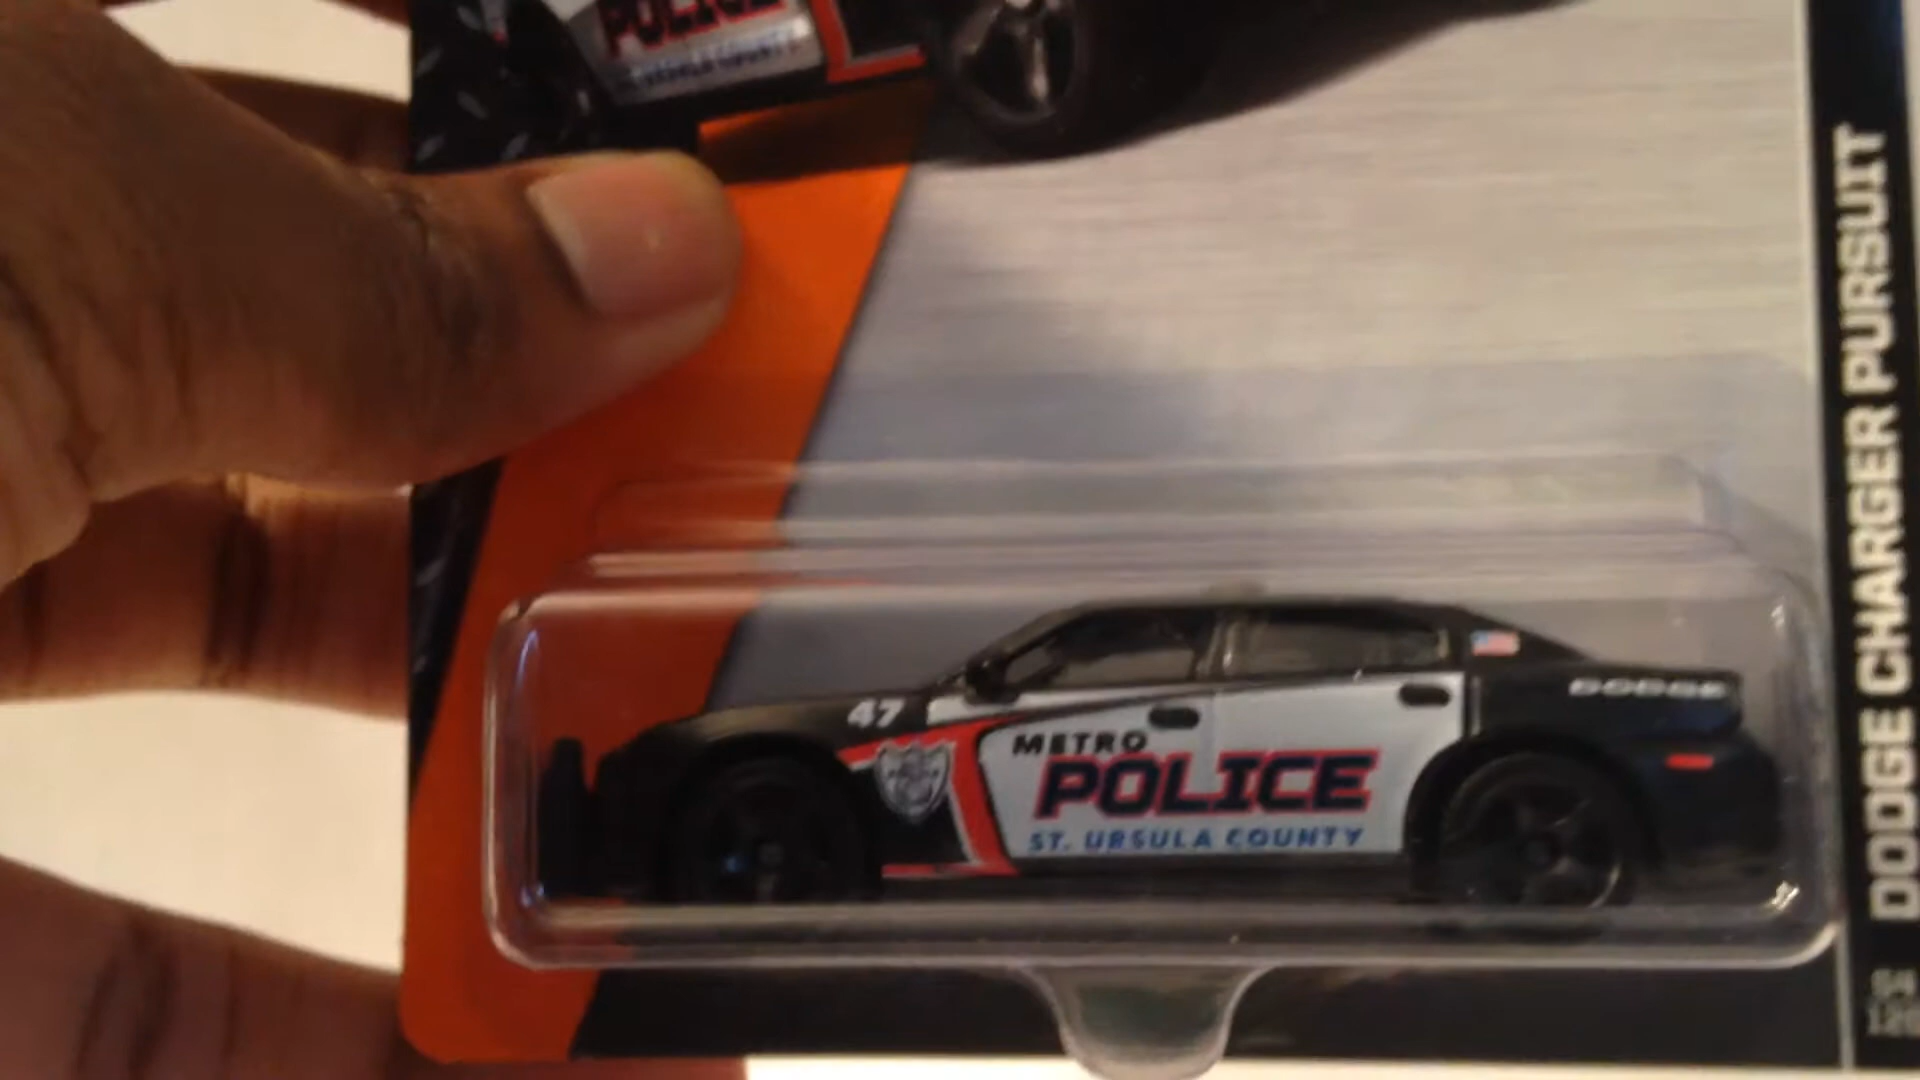 POLICE
47
METRO
POLICE
ST. URSULA COUNTY
DODGE
DODGE CHARGER PURSUIT